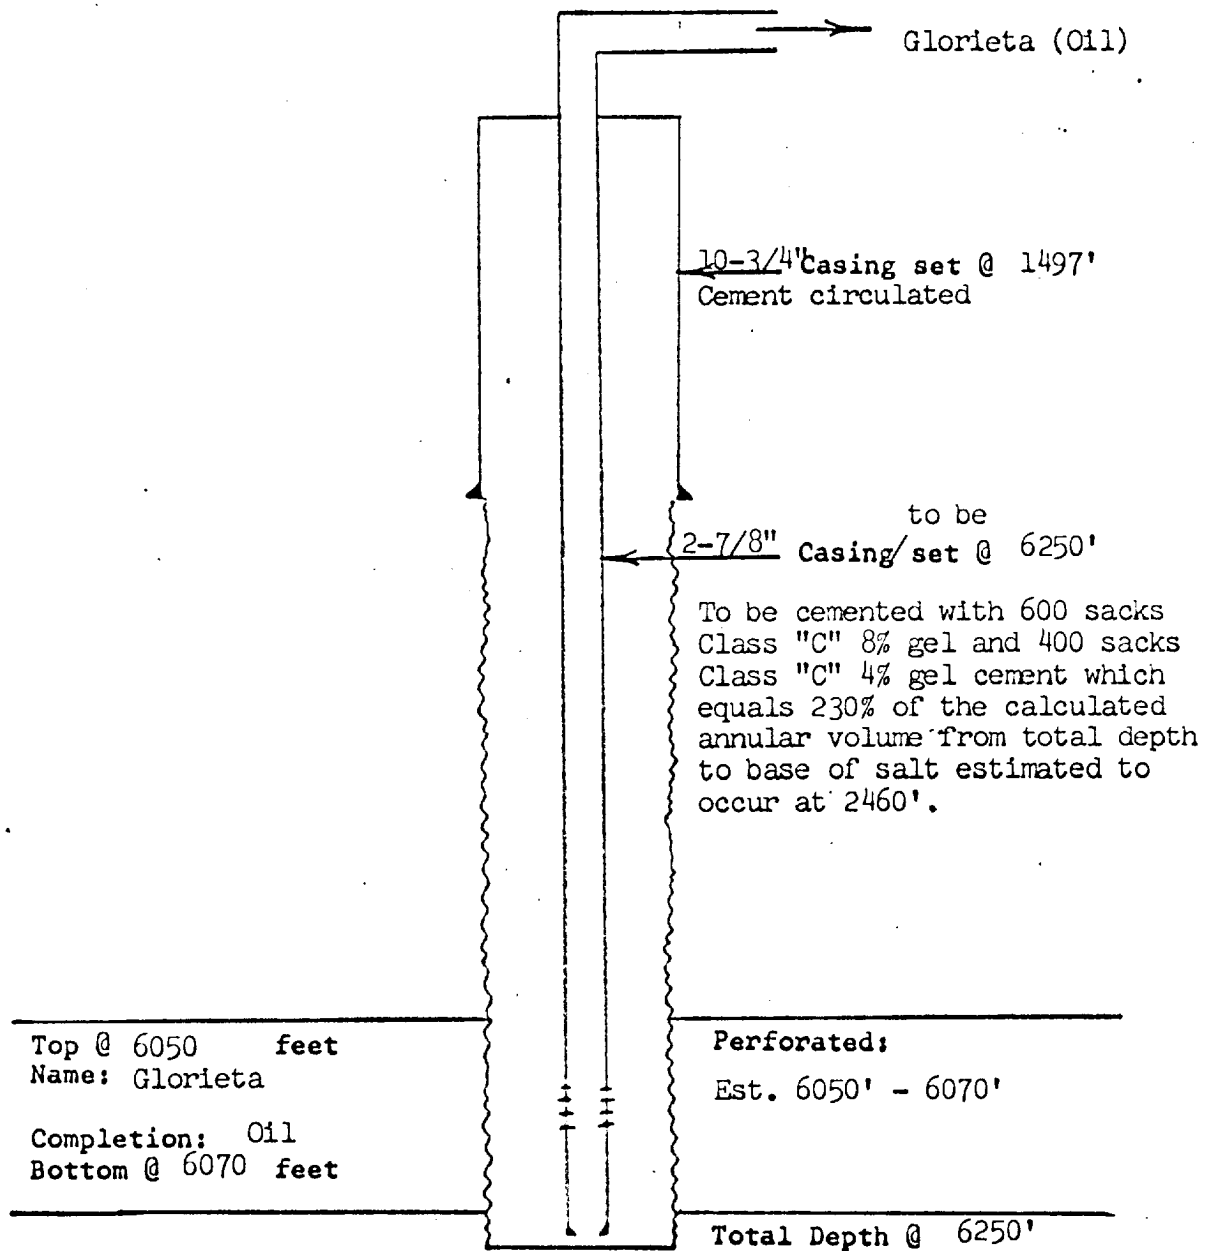 Glorieta (Oil)
10-3/4" Casing set @ 1497'
Cement circulated
to be
2-7/8" Casing/set @ 6250'
To be cemented with 600 sacks
Class "C" 8% gel and 400 sacks
Class "C" 4% gel cement which
equals 230% of the calculated
annular volume from total depth
to base of salt estimated to
occur at 2460'.
Top @ 6050 feet
Name: Glorieta
Completion: Oil
Bottom @ 6070 feet
Perforated:
Est. 6050' - 6070'
Total Depth @ 6250'